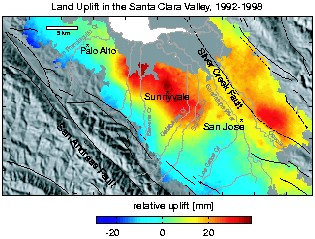 Land Uplift in the Santa Clara Valley, 1992-1999
5 km
Palo Alto
Silver Creek Fault
Sunnyvale
San Jose
San Andreas Fault
relative uplift [mm]
-20 0 20